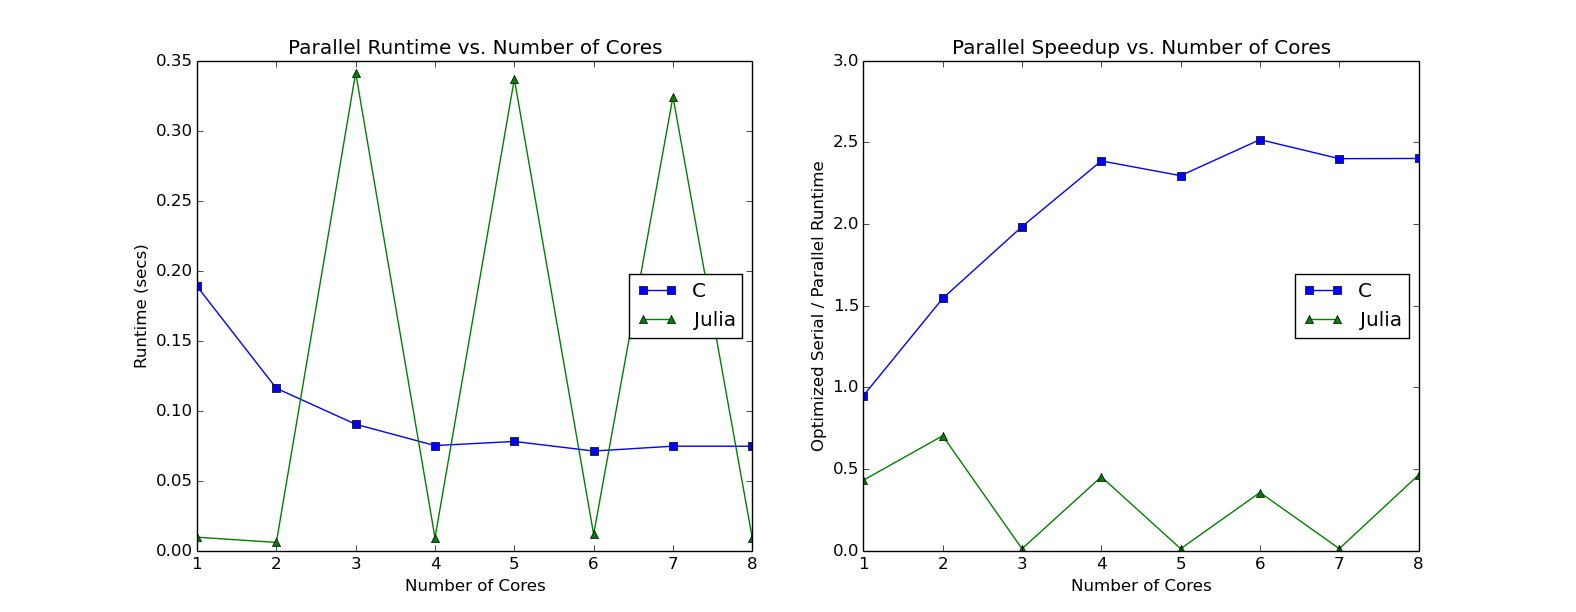 Parallel Runtime vs. Number of Cores
0.35
0.30
0.25
0.20
0.15
0.10
0.05
0.00
Runtime (secs)
C
Julia
1 2 3 4 5 6 7 8
Number of Cores
Parallel Speedup vs. Number of Cores
3.0
2.5
2.0
1.5
1.0
0.5
0.0
Optimized Serial / Parallel Runtime
C
Julia
1 2 3 4 5 6 7 8
Number of Cores